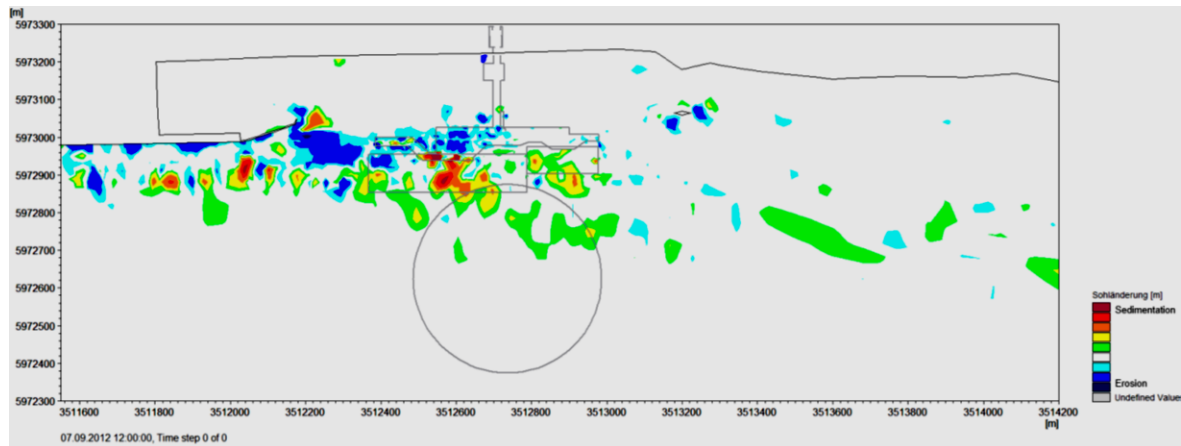 [m]
5973300
5973200
5973100
5973000
5972900
5972800
5972700
5972600
5972500
5972400
5972300
3511600 3511800 3512000 3512200 3512400 3512600 3512800 3513000 3513200 3513400 3513600 3513800 3514000 3514200
[m]
Sohländerung [m]
Sedimentation
Erosion
Undefined Values
07.09.2012 12:00:00, Time step 0 of 0